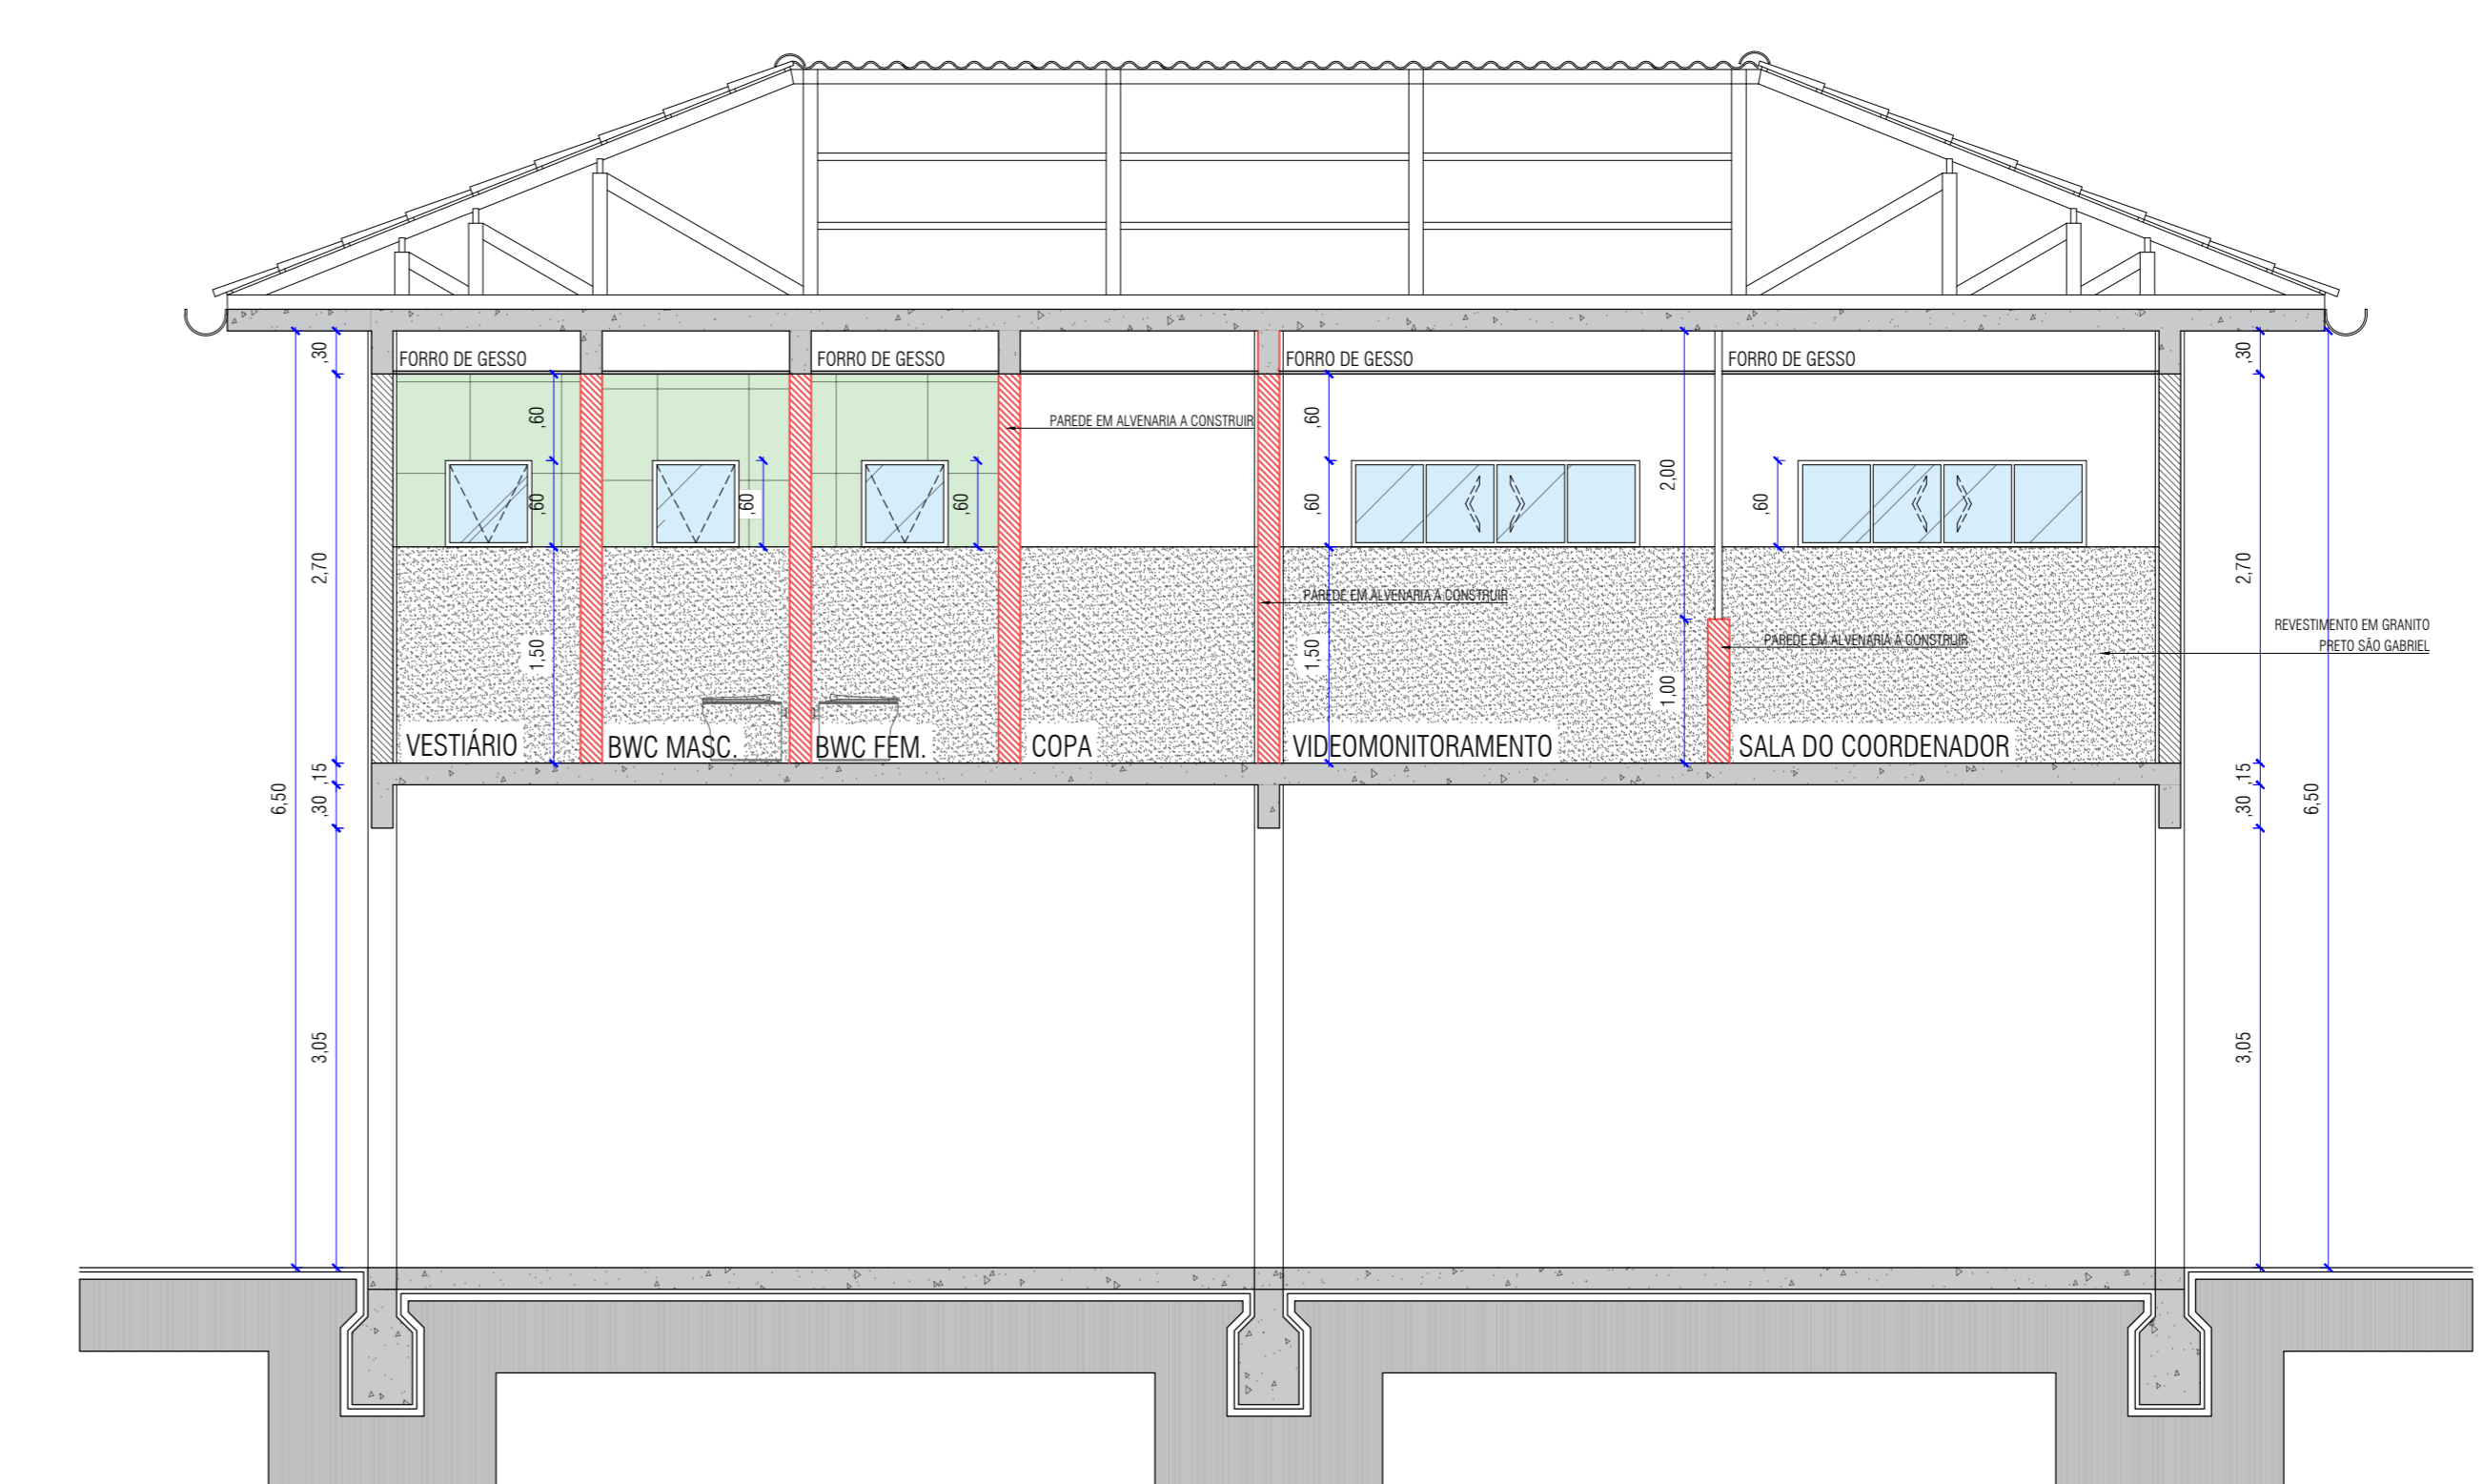 ,30
FORRO DE GESSO
FORRO DE GESSO
FORRO DE GESSO
FORRO DE GESSO
,30
,60
PAREDE EM ALVENARIA A CONSTRUIR
,60
2,00
,60
,60
,60
,60
,60
2,70
2,70
PAREDE EM ALVENARIA A CONSTRUIR
1,50
1,50
PAREDE EM ALVENARIA A CONSTRUIR
REVESTIMENTO EM GRANITO
PRETO SÃO GABRIEL
1,00
VESTIÁRIO
BWC MASC.
BWC FEM.
COPA
VIDEOMONITORAMENTO
SALA DO COORDENADOR
,15
,15
6,50
,30
,30
6,50
3,05
3,05